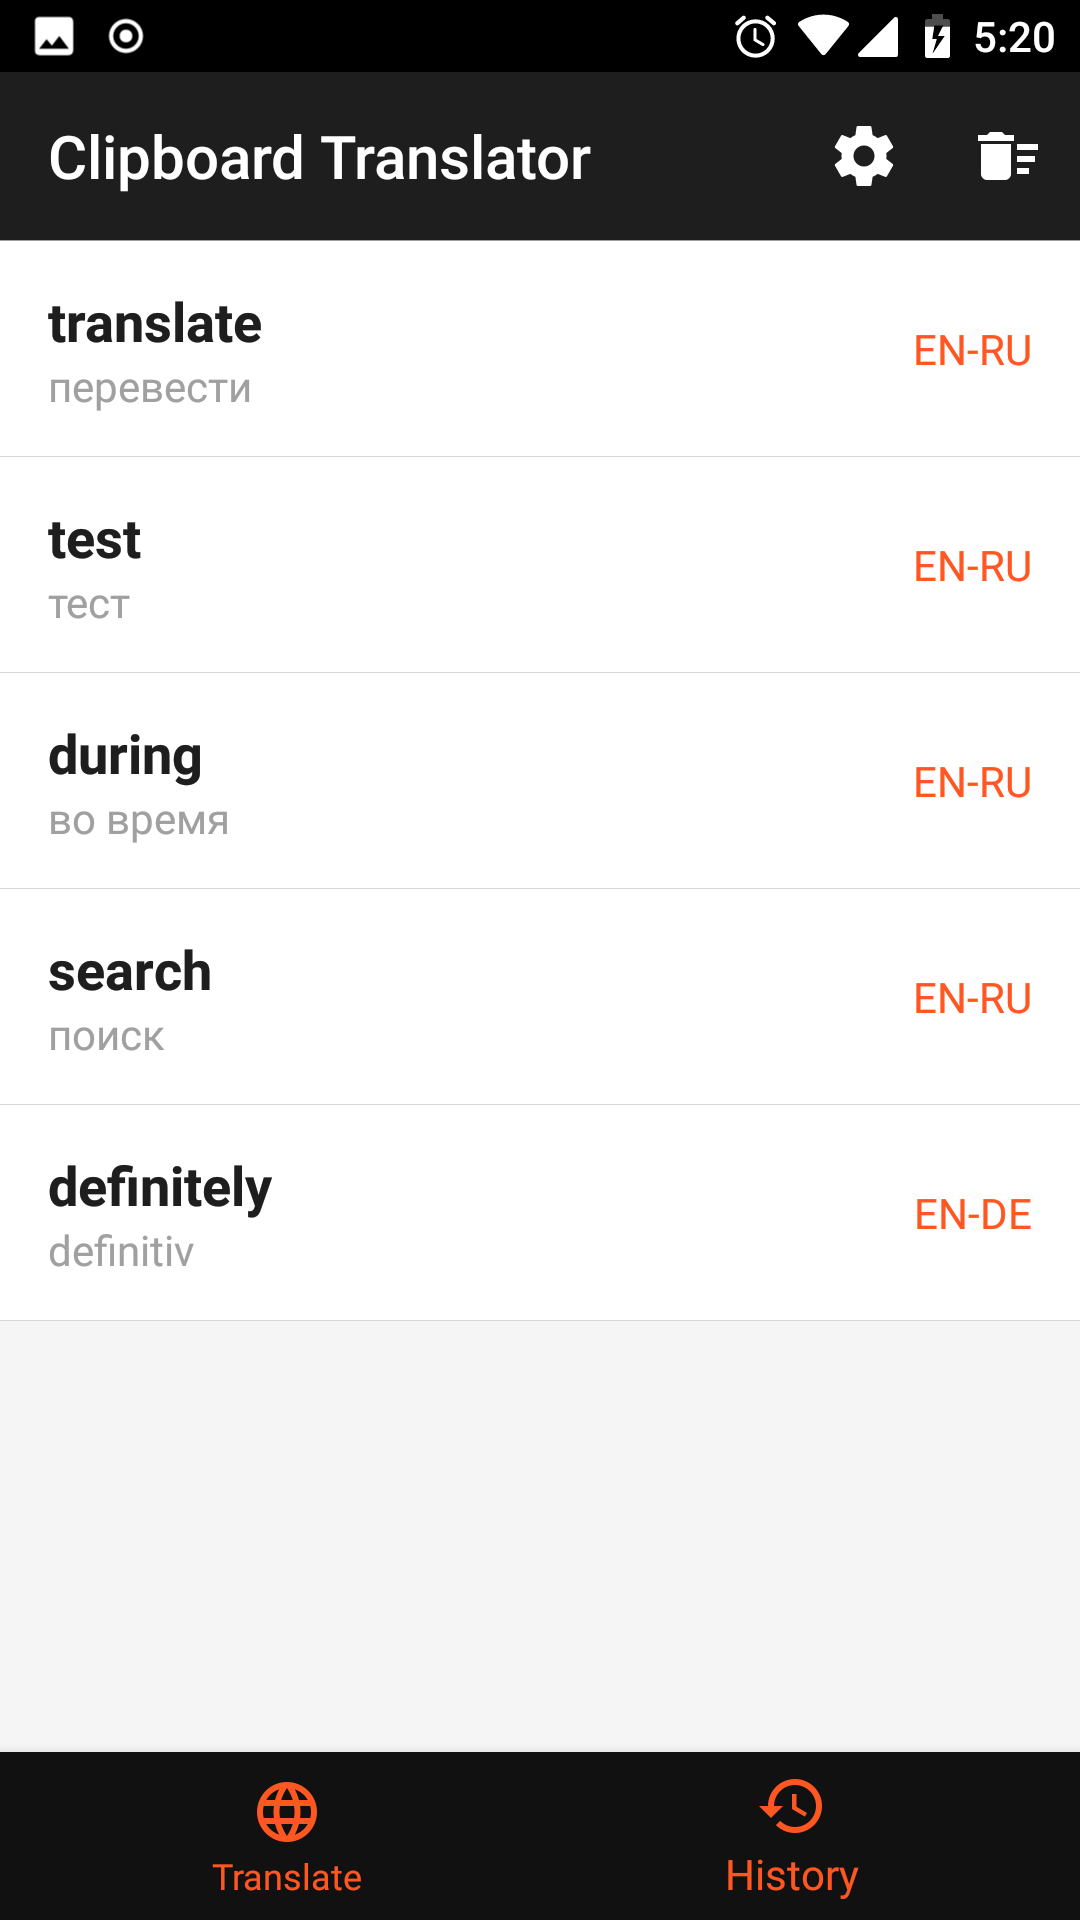 5:20
Clipboard Translator
translate
EN-RU
перевести
test
EN-RU
тест
during
EN-RU
во время
search
EN-RU
поиск
definitely
EN-DE
definitiv
Translate
History